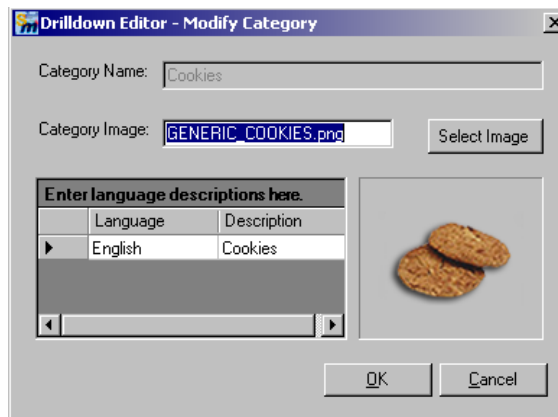 Drilldown Editor - Modify Category
Category Name: Cookies
Category Image: GENERIC_COOKIES.png Select Image
Enter language descriptions here.
Language Description
English Cookies
OK Cancel